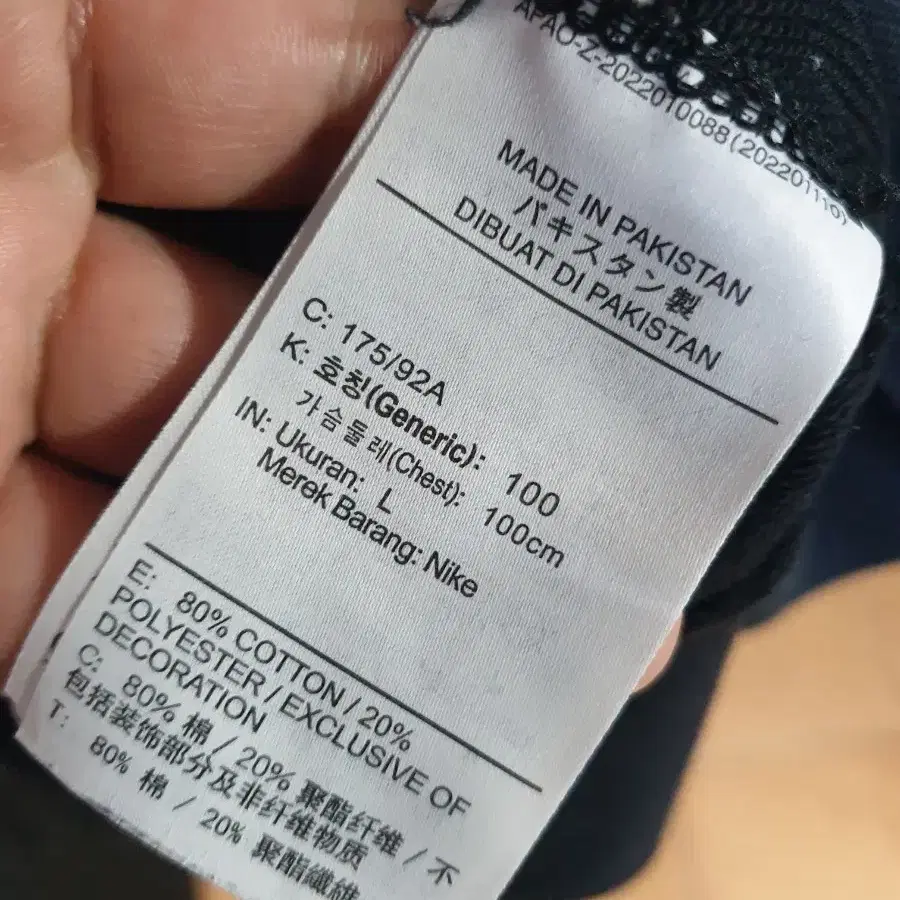 APAO-Z-2022010088(20220111
MADE IN PAKISTAN
パキスタン製
DIBUAT DI PAKISTAN
C: 175/92A
K: 호칭(Generic): 100
가슴둘레(Chest): 100cm
IN: Ukuran: L
Merek Barang: Nike
E: 80% COTTON / 20%
POLYESTER / EXCLUSIVE OF
DECORATION
C: 80% 棉 / 20% 聚酯纤维 / 不
包括装饰部分及非纤维物质
T: 80% 棉 / 20% 聚酯纖維